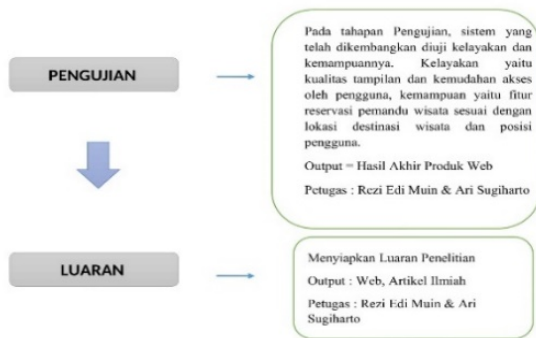 PENGUJIAN
Pada tahapan Pengujian, sistem yang
telah dikembangkan diuji kelayakan dan
kemampuannya. Kelayakan yaitu
kualitas tampilan dan kemudahan akses
oleh pengguna, kemampuan yaitu fitur
reservasi pemandu wisata sesuai dengan
lokasi destinasi wisata dan posisi
pengguna.
Output = Hasil Akhir Produk Web
Petugas : Rezi Edi Muin & Ari Sugiharto
LUARAN
Menyiapkan Luaran Penelitian
Output : Web, Artikel Ilmiah
Petugas : Rezi Edi Muin & Ari
Sugiharto